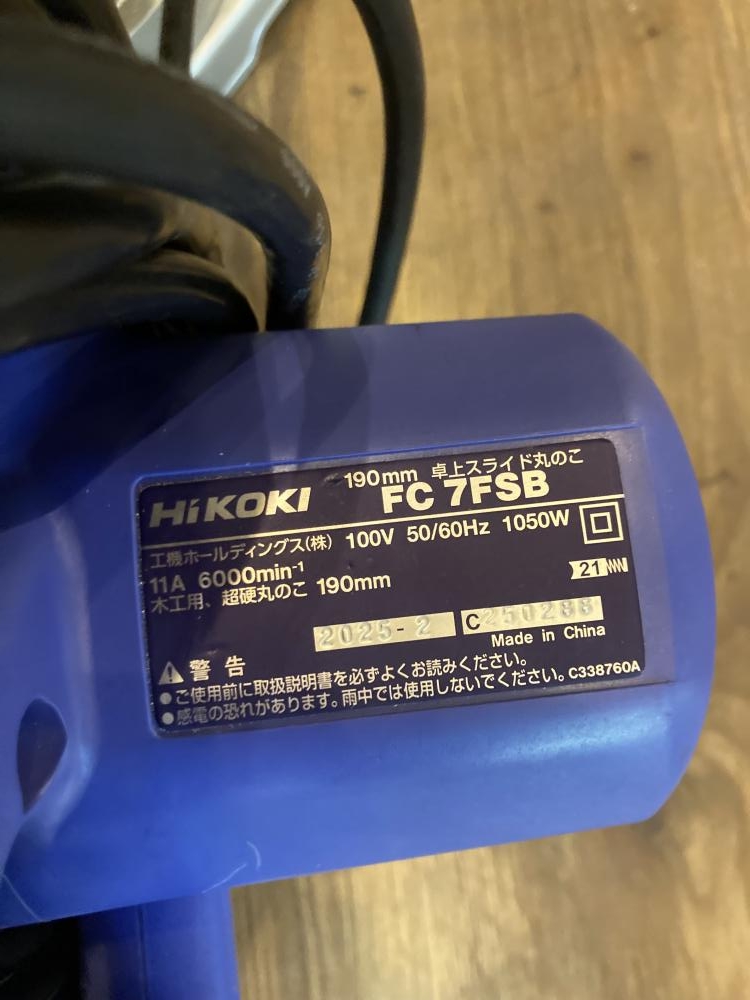 190mm 卓上スライド丸のこ
HiKOKI FC 7FSB
工機ホールディングス(株) 100V 50/60Hz 1050W
11A 6000min⁻¹
木工用、超硬丸のこ 190mm
21
2025-2 C250288
Made in China
警告
●ご使用前に取扱説明書を必ずよくお読みください。
●感電の恐れがあります。雨中では使用しないでください。 C338760A